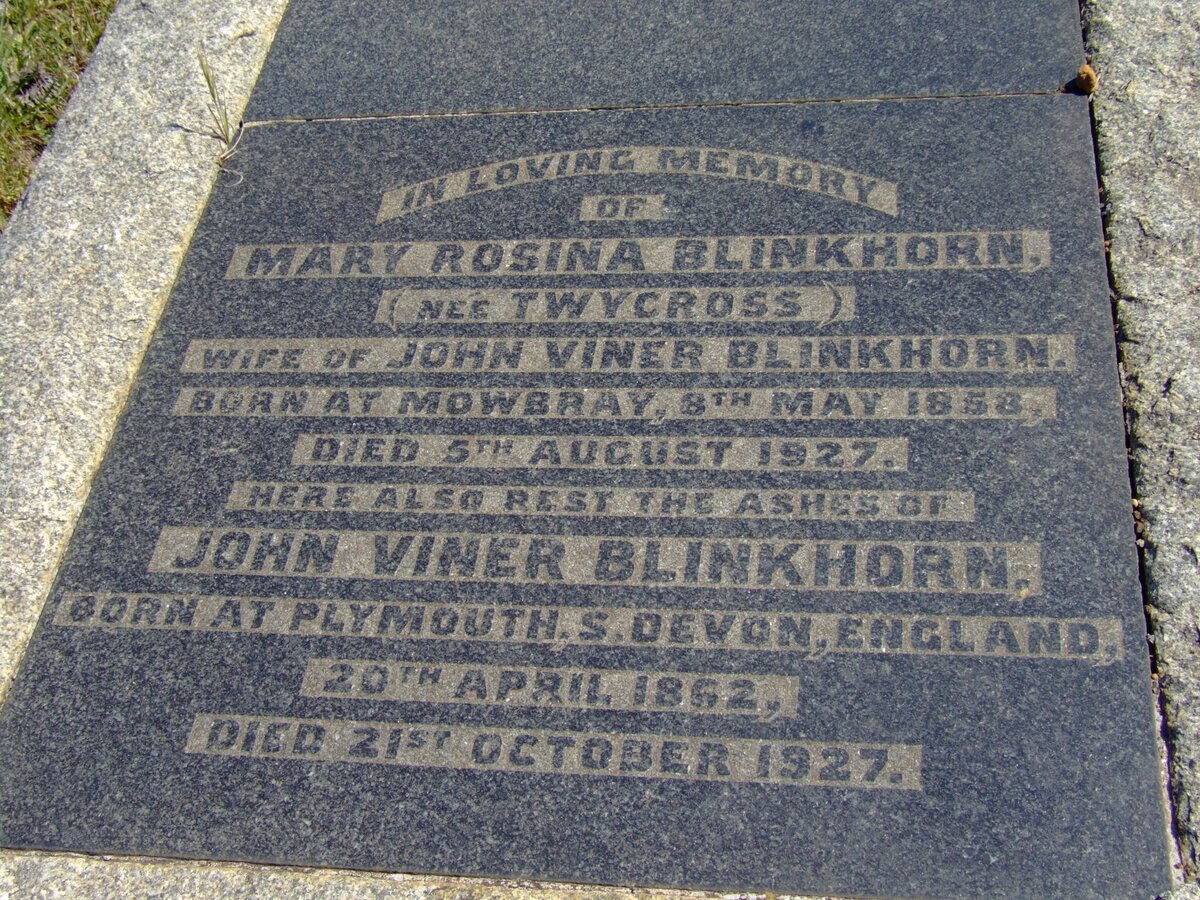 IN LOVING MEMORY
OF
MARY ROSINA BLINKHORN,
(NEE TWYCROSS)
WIFE OF JOHN VINER BLINKHORN.
BORN AT MOWBRAY, 8TH MAY 1858,
DIED 5TH AUGUST 1927.
HERE ALSO REST THE ASHES OF
JOHN VINER BLINKHORN,
BORN AT PLYMOUTH, S. DEVON, ENGLAND,
20TH APRIL 1852,
DIED 21ST OCTOBER 1927.